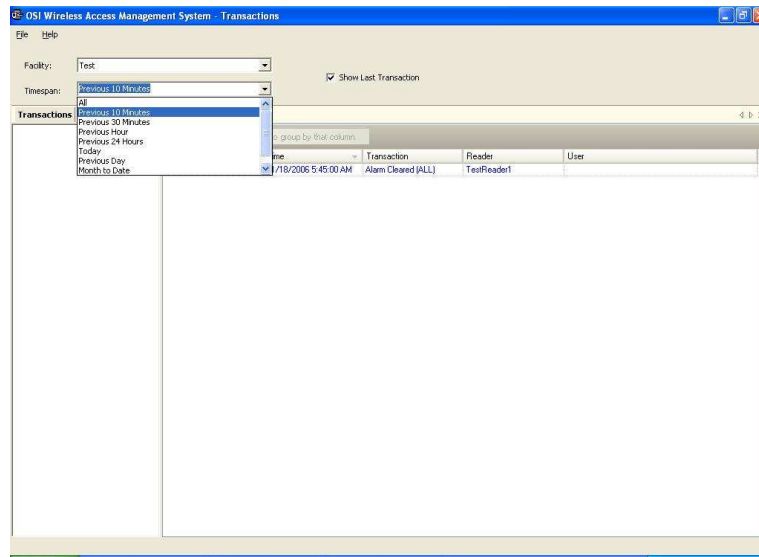 OSI Wireless Access Management System - Transactions
File Help
Facility: Test
Show Last Transaction
Timespan: Previous 10 Minutes
All
Transactions Previous 10 Minutes
Previous 30 Minutes
Previous Hour
o group by that column.
Previous 24 Hours
Today
me Transaction Reader User
Previous Day
Month to Date
/18/2006 5:45:00 AM Alarm Cleared (ALL) TestReader1